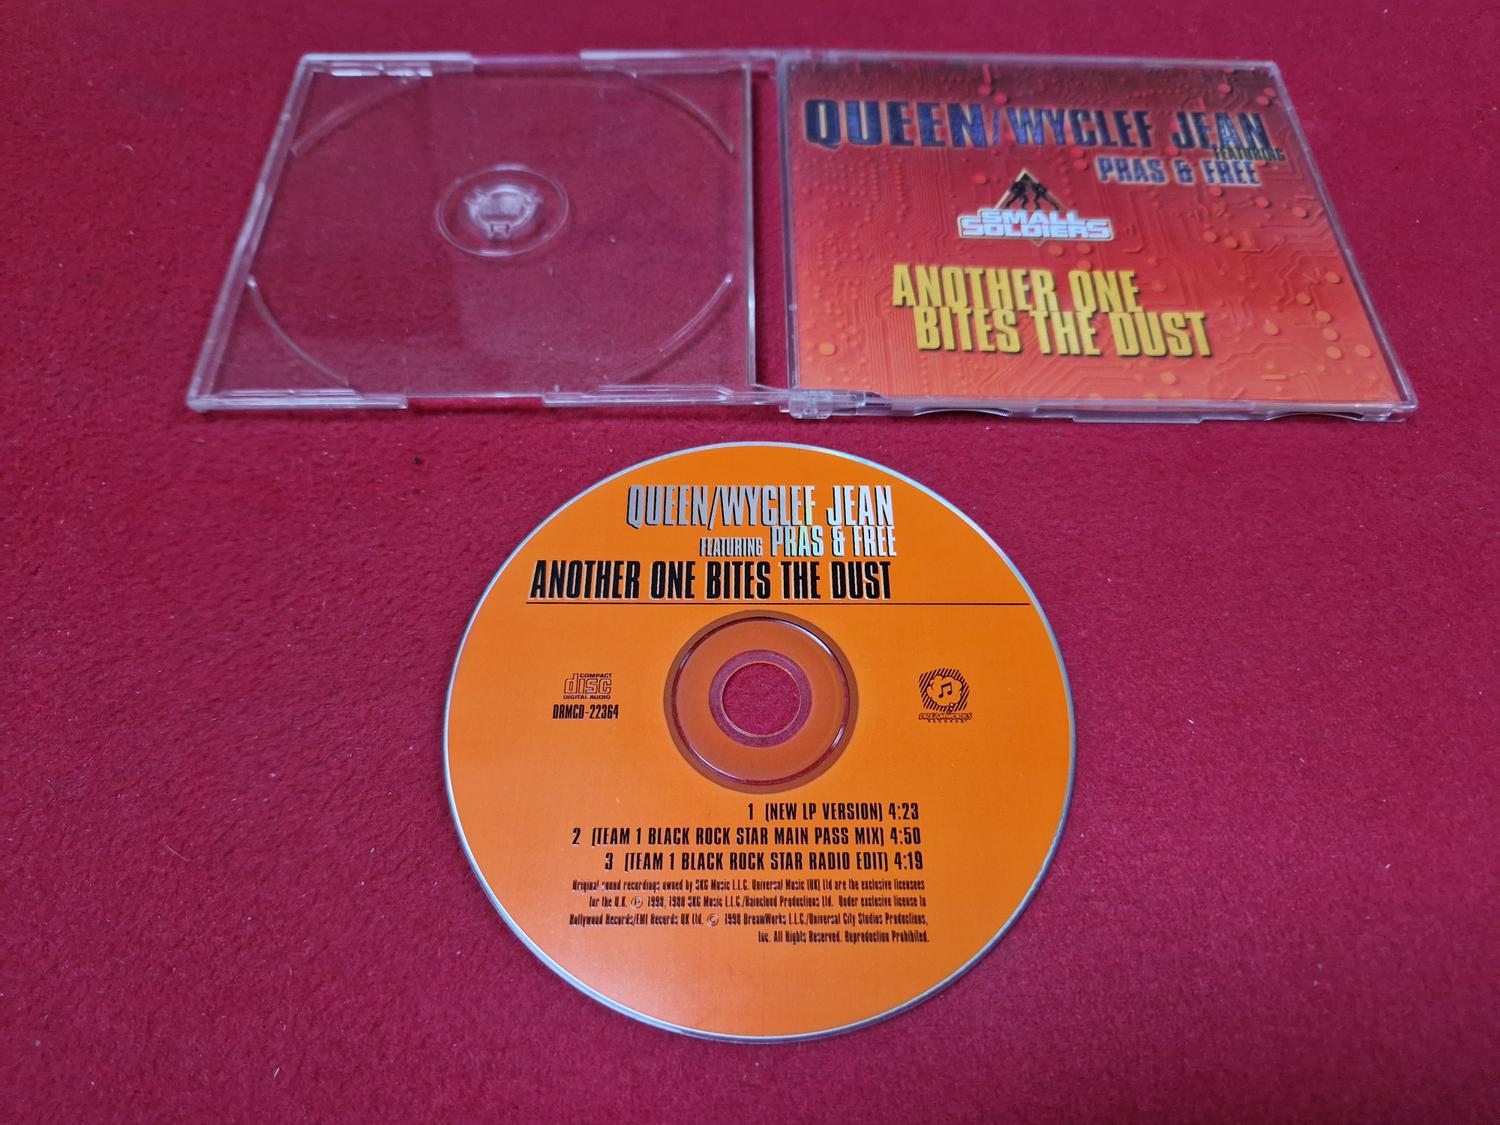 QUEEN/WYCLEF JEAN
FEATURING
PRAS & FREE
SMALL
SOLDIERS
ANOTHER ONE
BITES THE DUST
QUEEN/WYCLEF JEAN
FEATURING PRAS & FREE
ANOTHER ONE BITES THE DUST
COMPACT
disc
DIGITAL AUDIO
DRMCD-22364
DREAMWORKS
RECORDS
1 (NEW LP VERSION) 4:23
2 (TEAM 1 BLACK ROCK STAR MAIN PASS MIX) 4:50
3 (TEAM 1 BLACK ROCK STAR RADIO EDIT) 4:19
Original sound recordings owned by SKG Music L.L.C. Universal Music (UK) Ltd are the exclusive licensees
for the U.K. ℗ 1998, 1980 SKG Music L.L.C./Raincloud Productions Ltd. Under exclusive license to
Hollywood Records/EMI Records UK Ltd. © 1998 DreamWorks L.L.C./Universal City Studios Productions,
Inc. All Rights Reserved. Reproduction Prohibited.